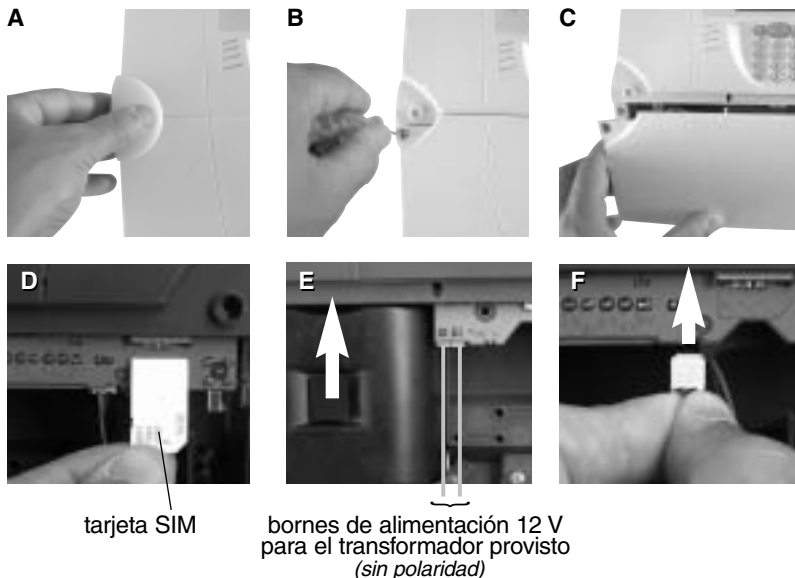 A
B
C
D
E
F
tarjeta SIM
bornes de alimentación 12 V
para el transformador provisto
(sin polaridad)